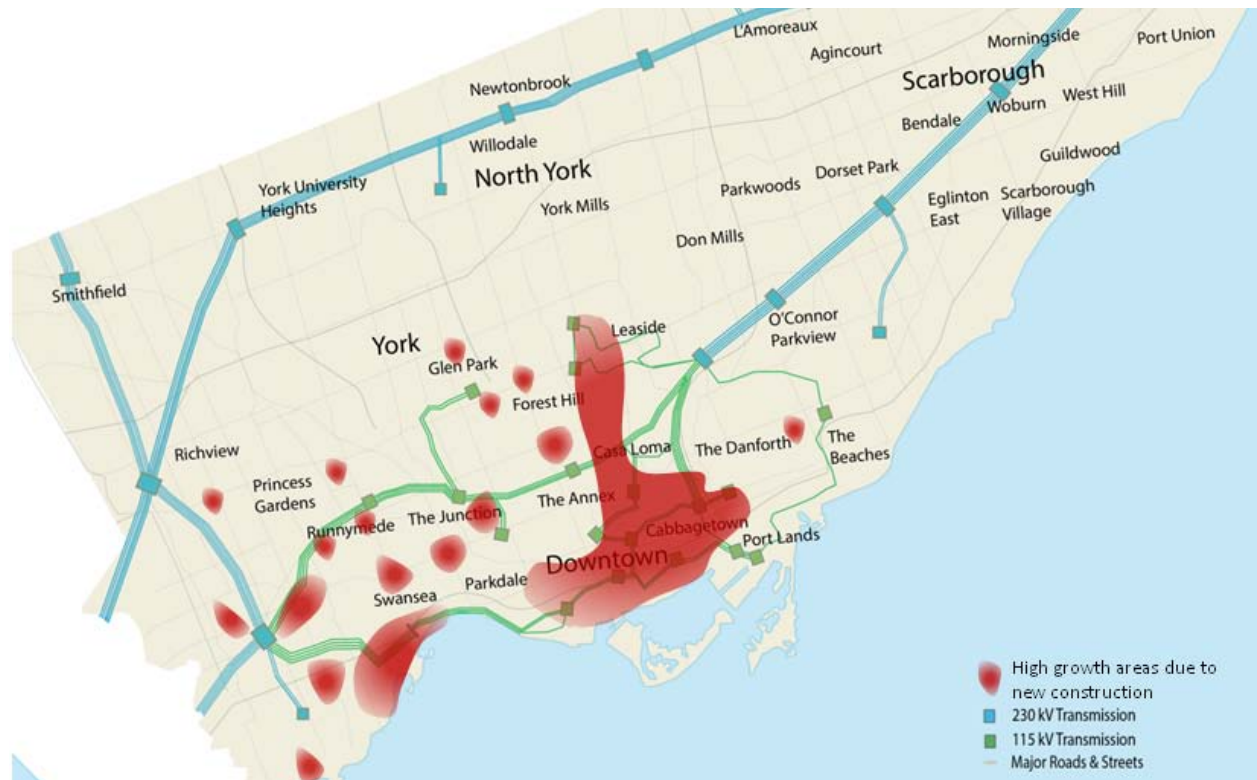 L'Amoreaux
Agincourt
Morningside
Port Union
Scarborough
Newtonbrook
Woburn
West Hill
Bendale
Willodale
Guildwood
North York
York University
Heights
Parkwoods
Dorset Park
Eglinton
East
Scarborough
Village
York Mills
Don Mills
Smithfield
O'Connor
Parkview
Leaside
York
Glen Park
Forest Hill
Casa Loma
The Danforth
The
Beaches
Richview
Princess
Gardens
The Annex
Runnymede
The Junction
Cabbagetown
Port Lands
Downtown
Parkdale
Swansea
High growth areas due to
new construction
230 kV Transmission
115 kV Transmission
Major Roads & Streets